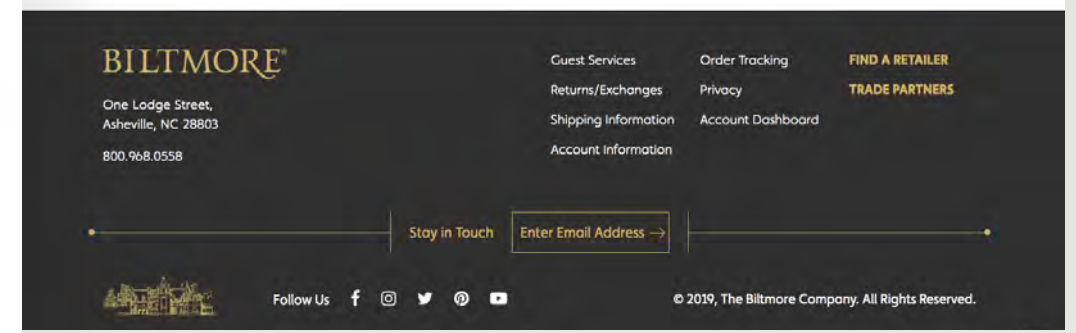 BILTMORE®
One Lodge Street,
Asheville, NC 28803
800.968.0558
Guest Services
Returns/Exchanges
Shipping Information
Account Information
Order Tracking
Privacy
Account Dashboard
FIND A RETAILER
TRADE PARTNERS
Stay in Touch
Enter Email Address →
Follow Us
© 2019, The Biltmore Company. All Rights Reserved.